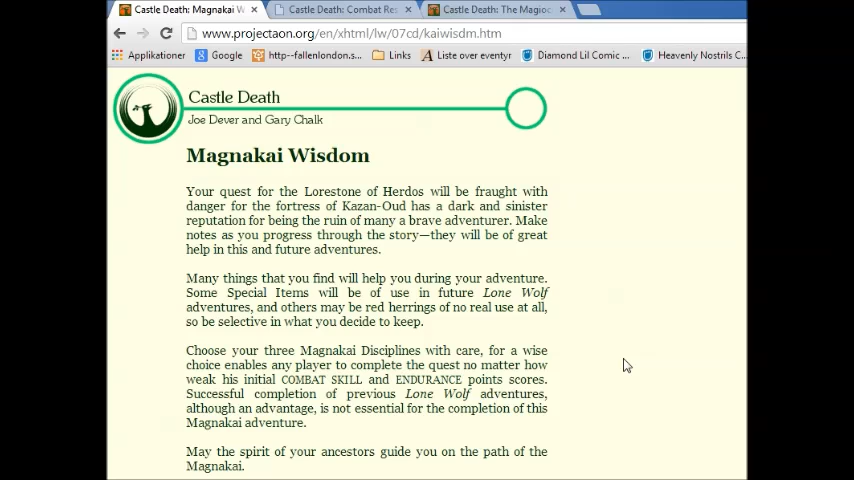 Castle Death: Magnakai W
Castle Death: Combat Res
Castle Death: The Magic
www.projectaon.org/en/xhtml/lw/07cd/kaiwisdm.htm
Applikationer
Google
http--fallenlondon.s...
Links
Liste over eventyr
Diamond Lil Comic ...
Heavenly Nostrils C...
Castle Death
Joe Dever and Gary Chalk
Magnakai Wisdom
Your quest for the Lorestone of Herdos will be fraught with
danger for the fortress of Kazan-Oud has a dark and sinister
reputation for being the ruin of many a brave adventurer. Make
notes as you progress through the story—they will be of great
help in this and future adventures.
Many things that you find will help you during your adventure.
Some Special Items will be of use in future Lone Wolf
adventures, and others may be red herrings of no real use at all,
so be selective in what you decide to keep.
Choose your three Magnakai Disciplines with care, for a wise
choice enables any player to complete the quest no matter how
weak his initial COMBAT SKILL and ENDURANCE points scores.
Successful completion of previous Lone Wolf adventures,
although an advantage, is not essential for the completion of this
Magnakai adventure.
May the spirit of your ancestors guide you on the path of the
Magnakai.